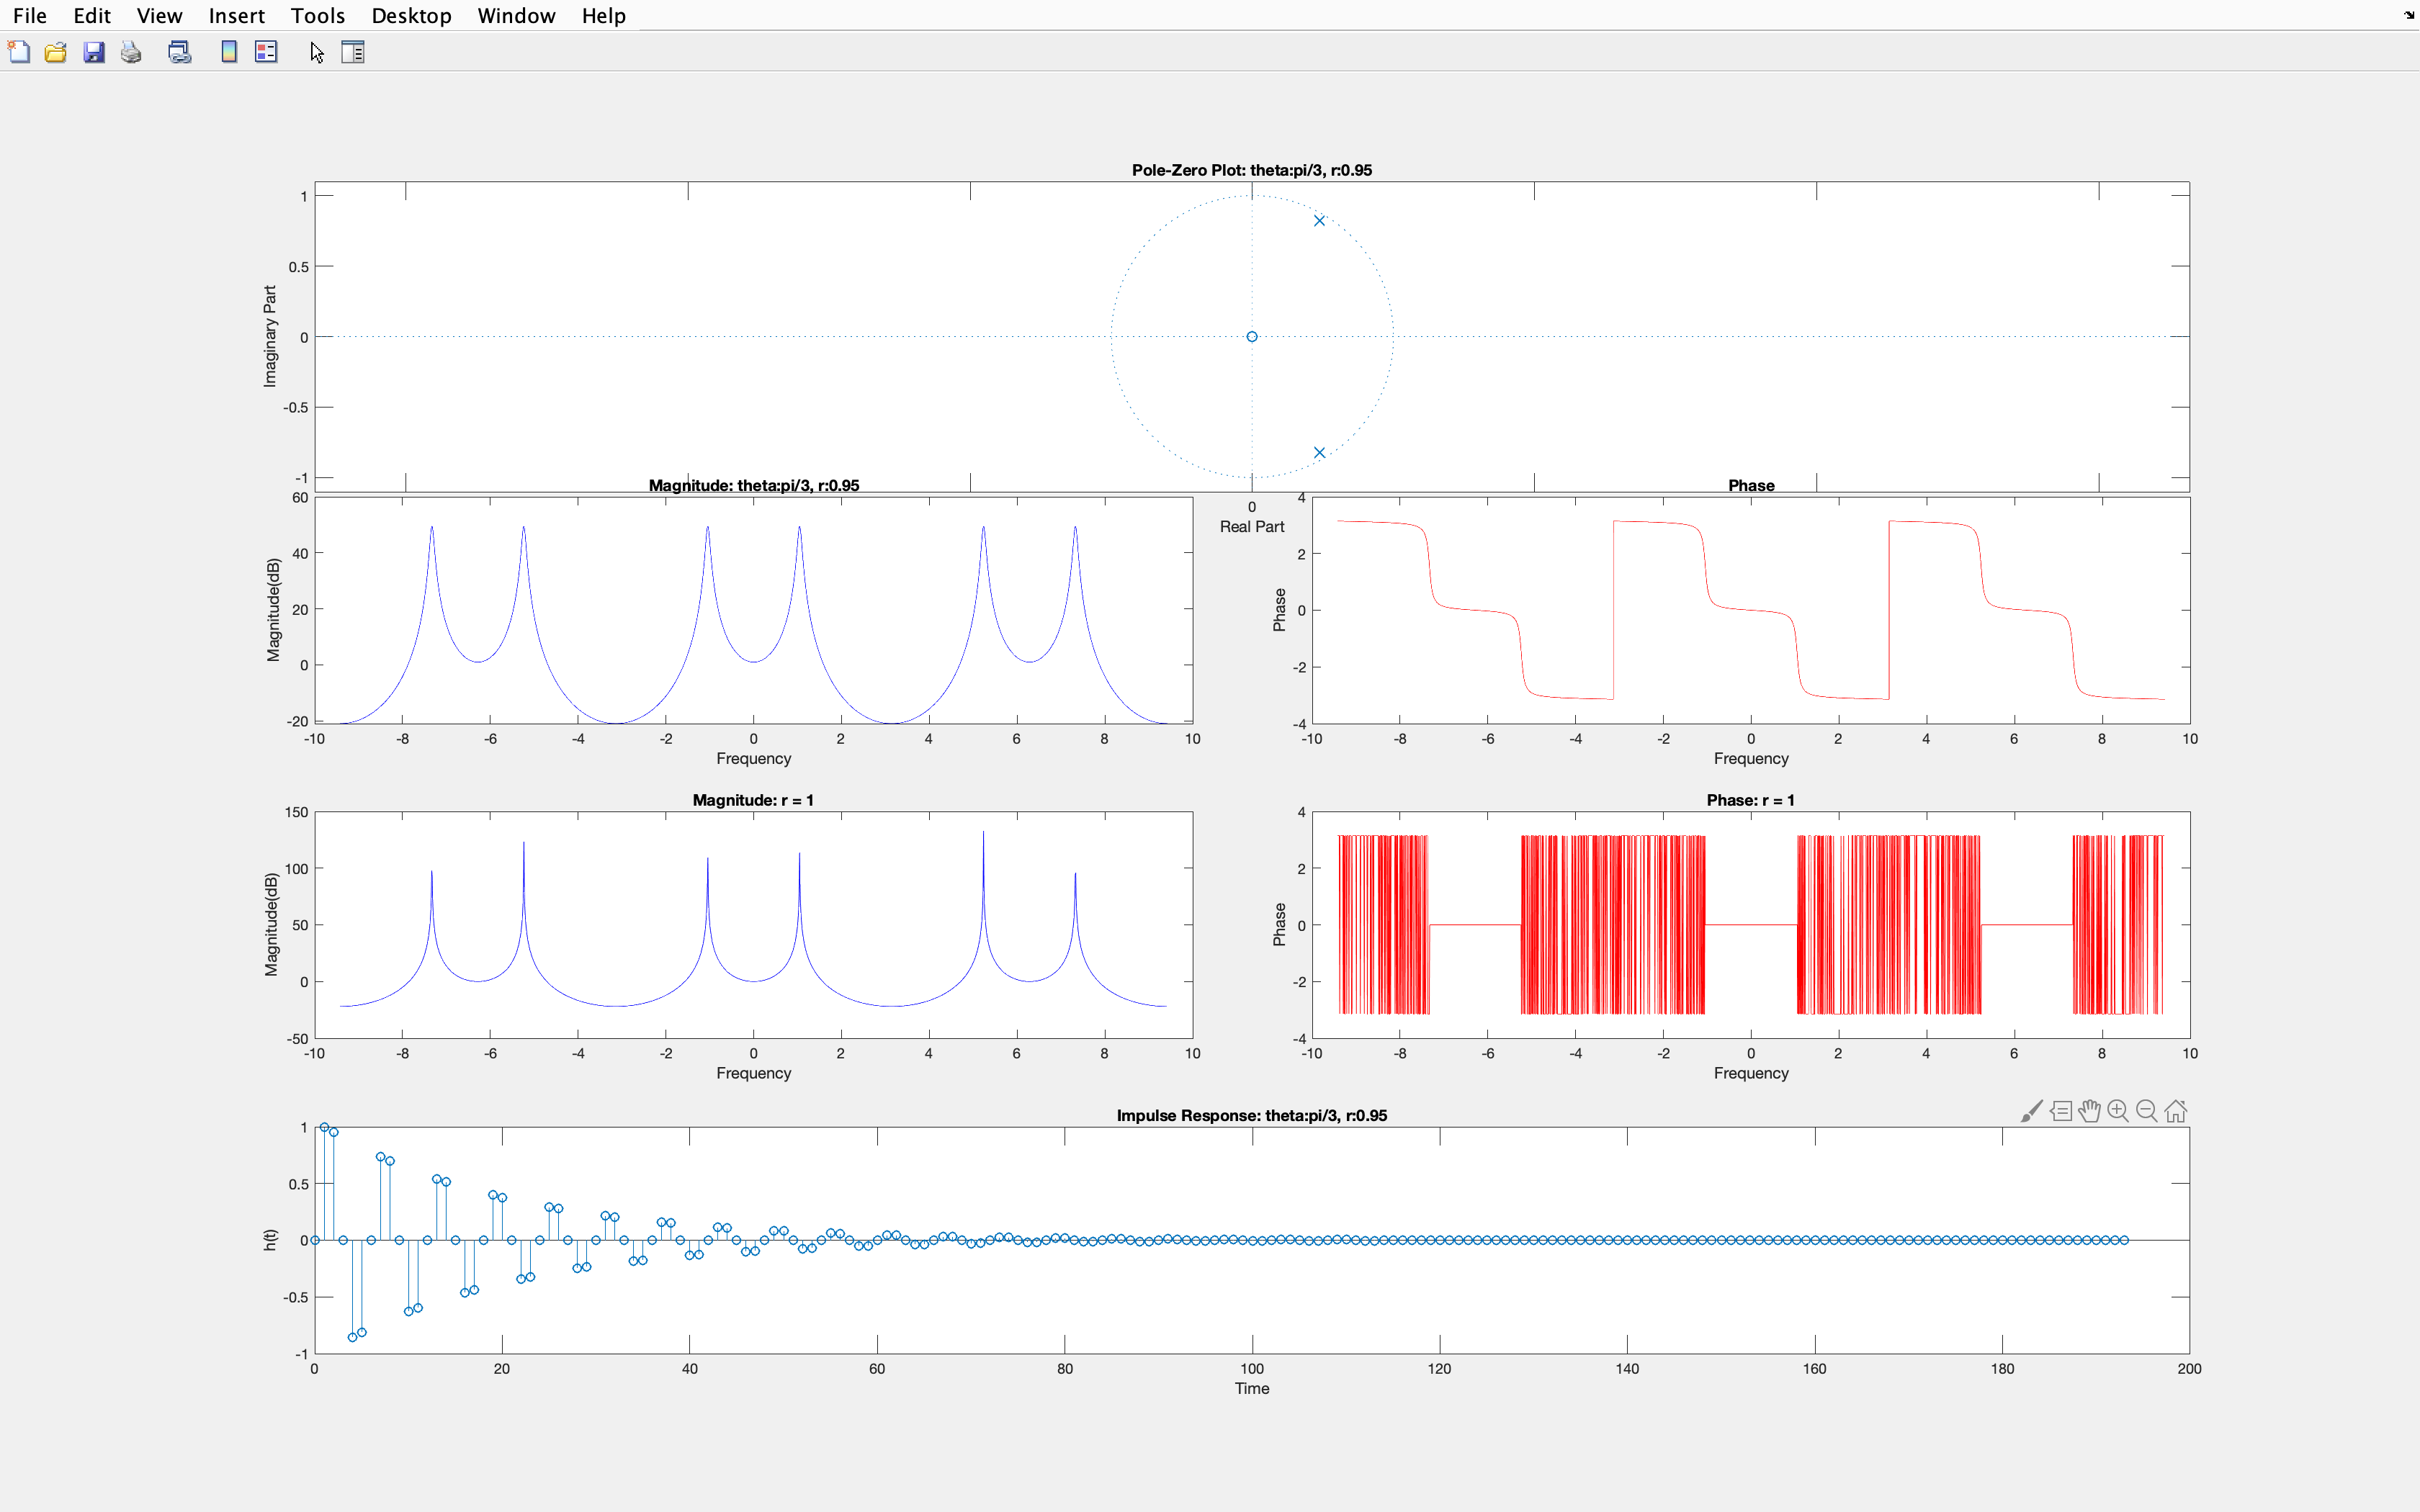 File Edit View Insert Tools Desktop Window Help
Pole-Zero Plot: theta:pi/3, r:0.95
1
0.5
0
-0.5
-1
Imaginary Part
0
Real Part
Magnitude: theta:pi/3, r:0.95
60
40
20
0
-20
Magnitude(dB)
-10 -8 -6 -4 -2 0 2 4 6 8 10
Frequency
Phase
4
2
0
-2
-4
Phase
-10 -8 -6 -4 -2 0 2 4 6 8 10
Frequency
Magnitude: r = 1
150
100
50
0
-50
Magnitude(dB)
-10 -8 -6 -4 -2 0 2 4 6 8 10
Frequency
Phase: r = 1
4
2
0
-2
-4
Phase
-10 -8 -6 -4 -2 0 2 4 6 8 10
Frequency
Impulse Response: theta:pi/3, r:0.95
1
0.5
0
-0.5
-1
h(t)
0 20 40 60 80 100 120 140 160 180 200
Time